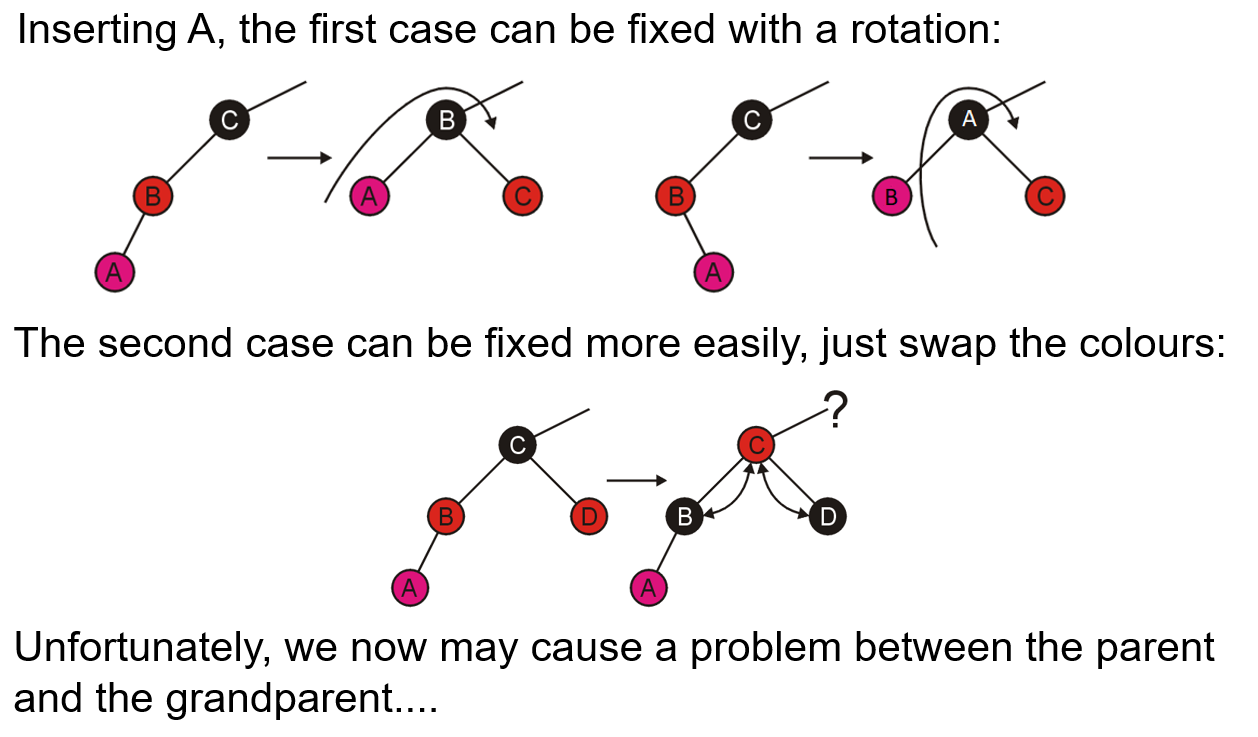 Inserting A, the first case can be fixed with a rotation:
C B C A
B A C B B C
A A
The second case can be fixed more easily, just swap the colours:
?
C C
B D B D
A A
Unfortunately, we now may cause a problem between the parent
and the grandparent....